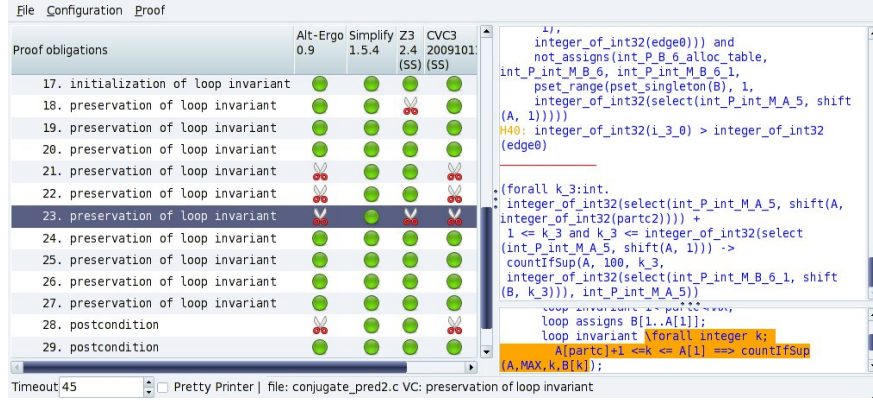 File Configuration Proof
Proof obligations
Alt-Ergo 0.9
Simplify 1.5.4
Z3 2.4 (SS)
CVC3 2009101 (SS)
17. initialization of loop invariant
18. preservation of loop invariant
19. preservation of loop invariant
20. preservation of loop invariant
21. preservation of loop invariant
22. preservation of loop invariant
23. preservation of loop invariant
24. preservation of loop invariant
25. preservation of loop invariant
26. preservation of loop invariant
27. preservation of loop invariant
28. postcondition
29. postcondition
1),
integer_of_int32(edge0))) and
not_assigns(int_P_B_6_alloc_table,
int_P_int_M_B_6, int_P_int_M_B_6_1,
pset_range(pset_singleton(B), 1,
integer_of_int32(select(int_P_int_M_A_5, shift
(A, 1)))))
H40: integer_of_int32(i_3_0) > integer_of_int32
(edge0)
(forall k_3:int.
integer_of_int32(select(int_P_int_M_A_5, shift(A,
integer_of_int32(partc2)))) +
1 <= k_3 and k_3 <= integer_of_int32(select
(int_P_int_M_A_5, shift(A, 1))) ->
countIfSup(A, 100, k_3,
integer_of_int32(select(int_P_int_M_B_6_1, shift
(B, k_3))), int_P_int_M_A_5))
loop invariant 1<=partc<=MAX;
loop assigns B[1..A[1]];
loop invariant \forall integer k;
A[partc]+1 <=k <= A[1] ==> countIfSup
(A,MAX,k,B[k]);
Timeout 45 Pretty Printer | file: conjugate_pred2.c VC: preservation of loop invariant